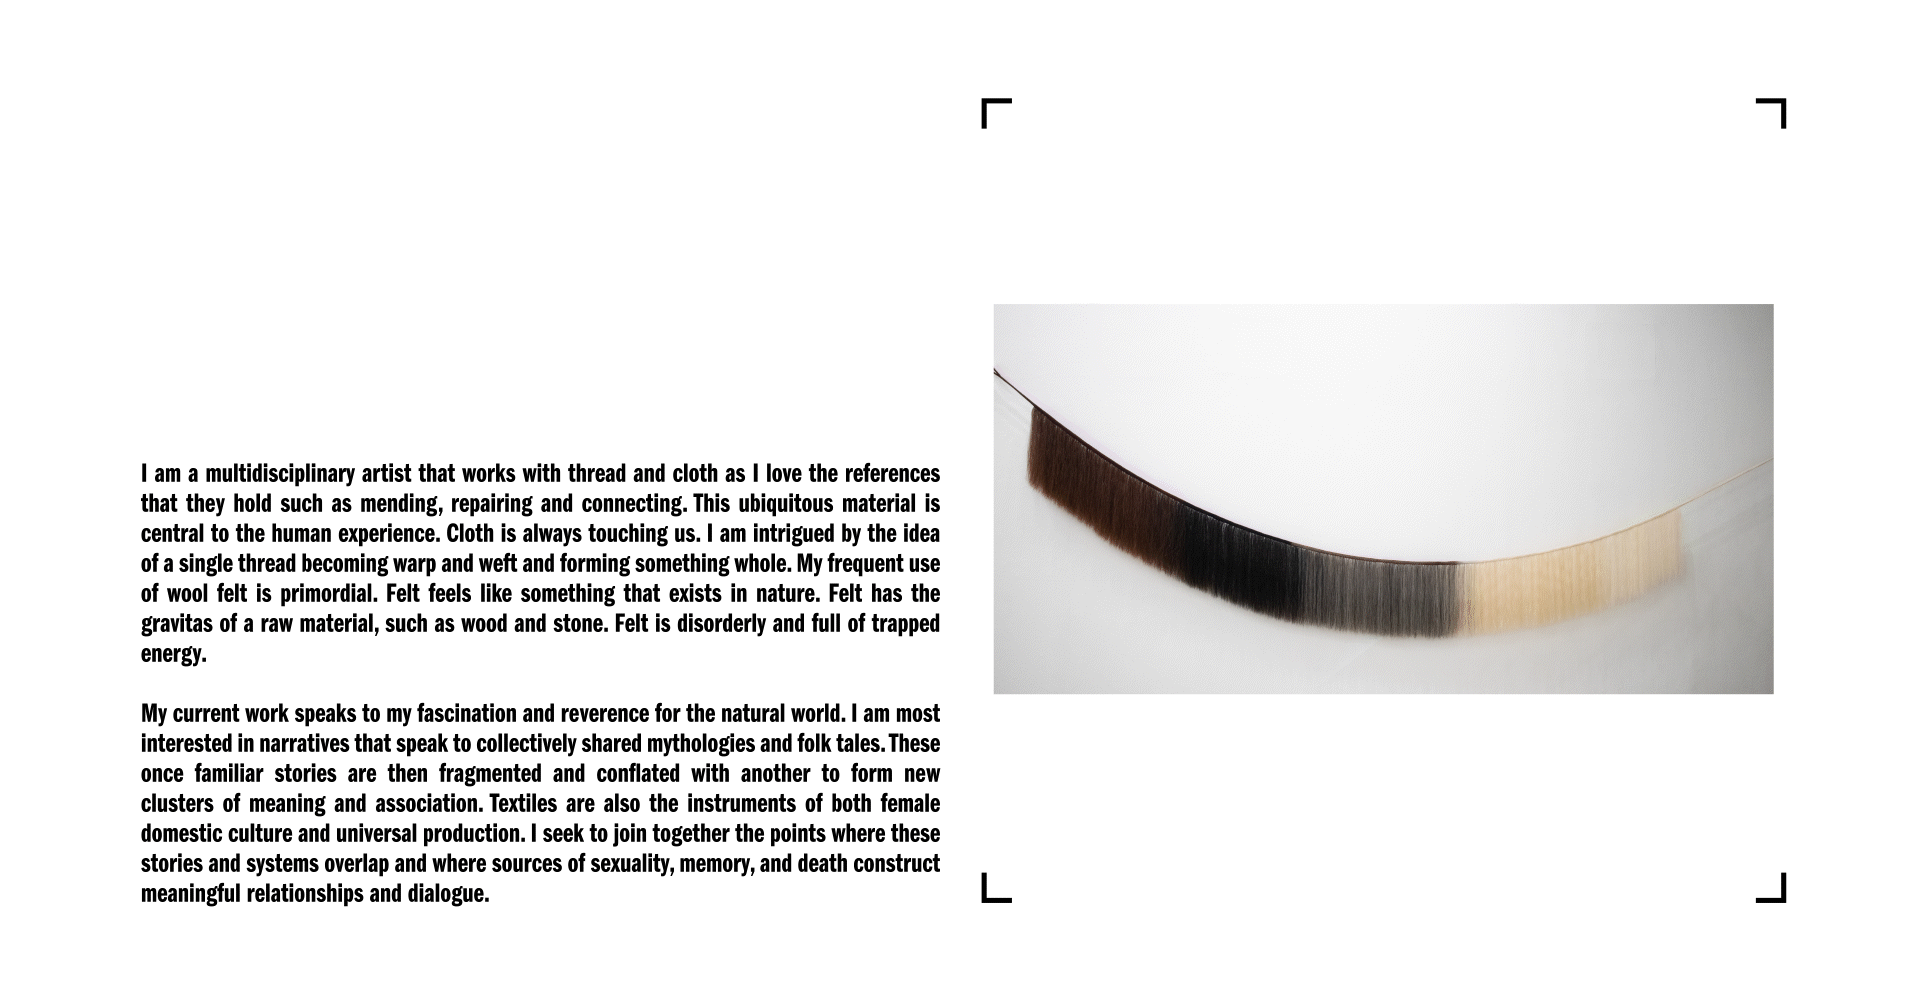 I am a multidisciplinary artist that works with thread and cloth as I love the references
that they hold such as mending, repairing and connecting. This ubiquitous material is
central to the human experience. Cloth is always touching us. I am intrigued by the idea
of a single thread becoming warp and weft and forming something whole. My frequent use
of wool felt is primordial. Felt feels like something that exists in nature. Felt has the
gravitas of a raw material, such as wood and stone. Felt is disorderly and full of trapped
energy.
My current work speaks to my fascination and reverence for the natural world. I am most
interested in narratives that speak to collectively shared mythologies and folk tales. These
once familiar stories are then fragmented and conflated with another to form new
clusters of meaning and association. Textiles are also the instruments of both female
domestic culture and universal production. I seek to join together the points where these
stories and systems overlap and where sources of sexuality, memory, and death construct
meaningful relationships and dialogue.